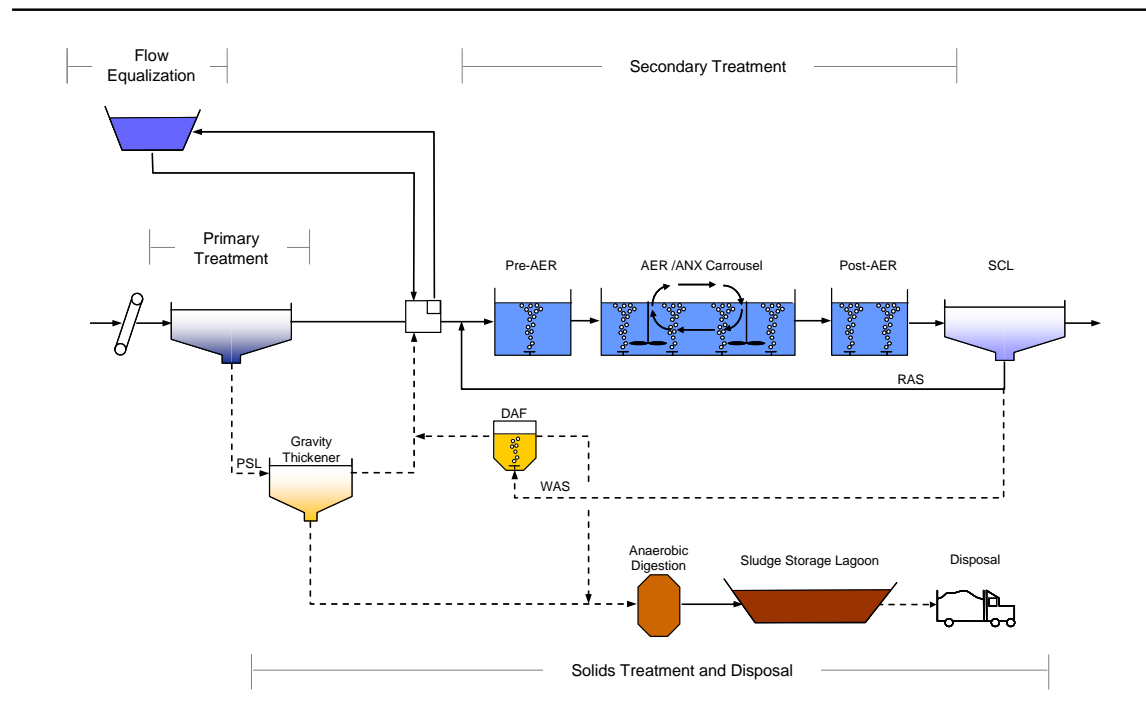 Flow
Equalization
Secondary Treatment
Primary
Treatment
Pre-AER
AER /ANX Carrousel
Post-AER
SCL
RAS
DAF
Gravity
Thickener
PSL
WAS
Anaerobic
Digestion
Sludge Storage Lagoon
Disposal
Solids Treatment and Disposal